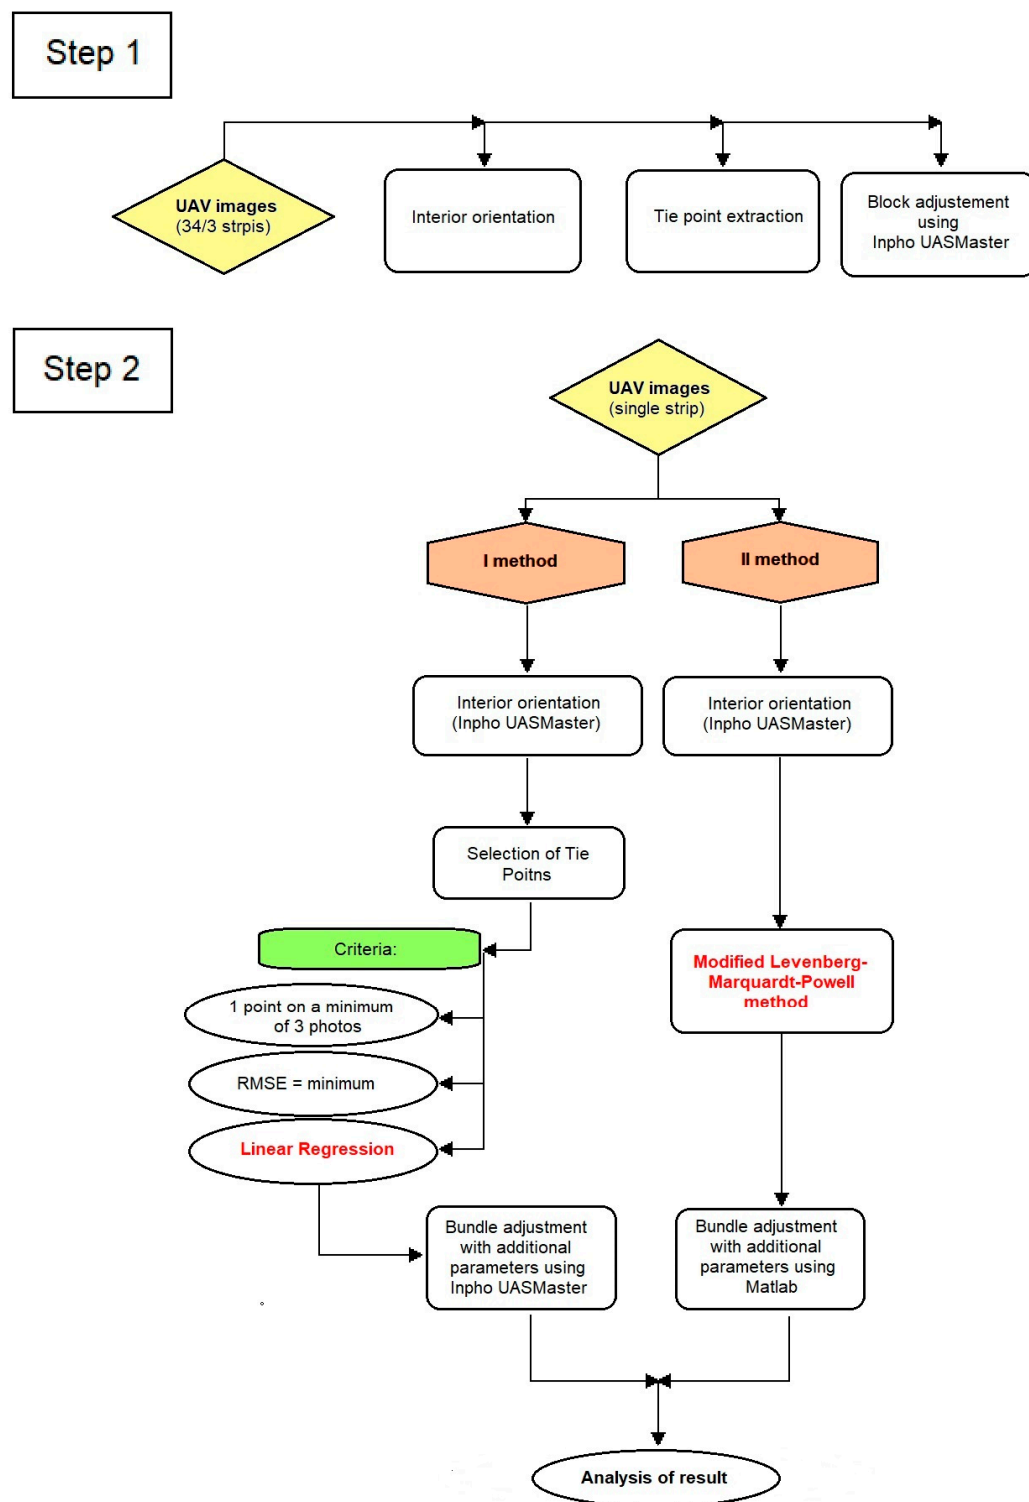 Step 1
UAV images
(34/3 strpis)
Interior orientation
Tie point extraction
Block adjustement
using
Inpho UASMaster
Step 2
UAV images
(single strip)
I method
II method
Interior orientation
(Inpho UASMaster)
Interior orientation
(Inpho UASMaster)
Selection of Tie
Poitns
Criteria:
1 point on a minimum
of 3 photos
RMSE = minimum
Linear Regression
Modified Levenberg-
Marquardt-Powell
method
Bundle adjustment
with additional
parameters using
Inpho UASMaster
Bundle adjustment
with additional
parameters using
Matlab
Analysis of result